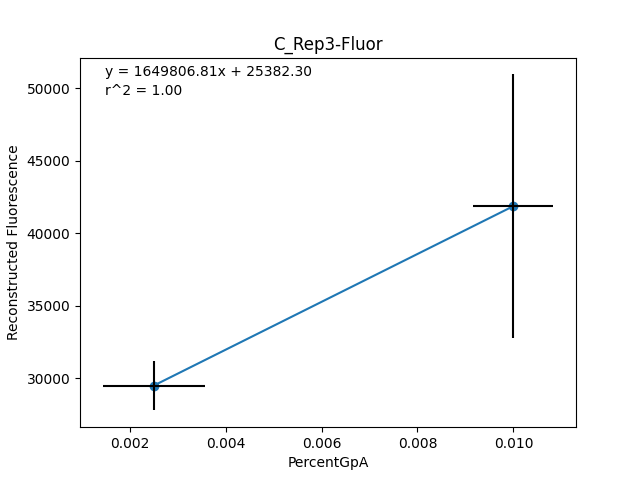 C_Rep3-Fluor
y = 1649806.81x + 25382.30
r^2 = 1.00
50000
45000
40000
35000
30000
Reconstructed Fluorescence
0.002 0.004 0.006 0.008 0.010
PercentGpA